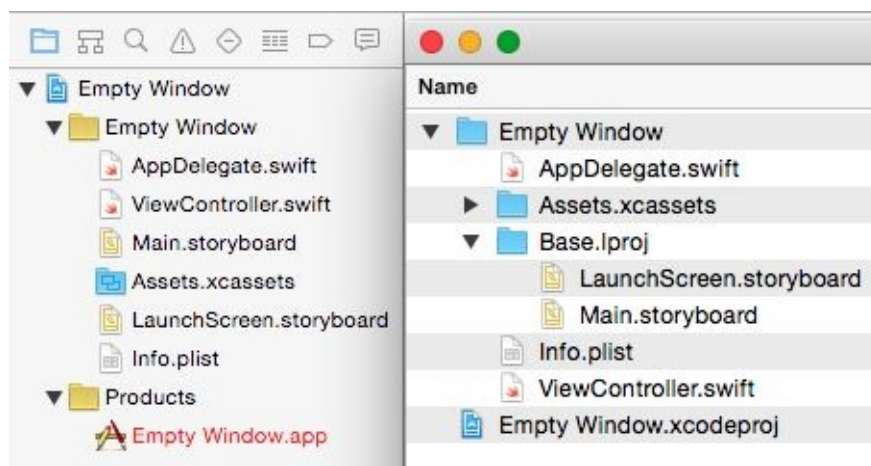 Empty Window
Empty Window
AppDelegate.swift
ViewController.swift
Main.storyboard
Assets.xcassets
LaunchScreen.storyboard
Info.plist
Products
Empty Window.app
Name
Empty Window
AppDelegate.swift
Assets.xcassets
Base.lproj
LaunchScreen.storyboard
Main.storyboard
Info.plist
ViewController.swift
Empty Window.xcodeproj